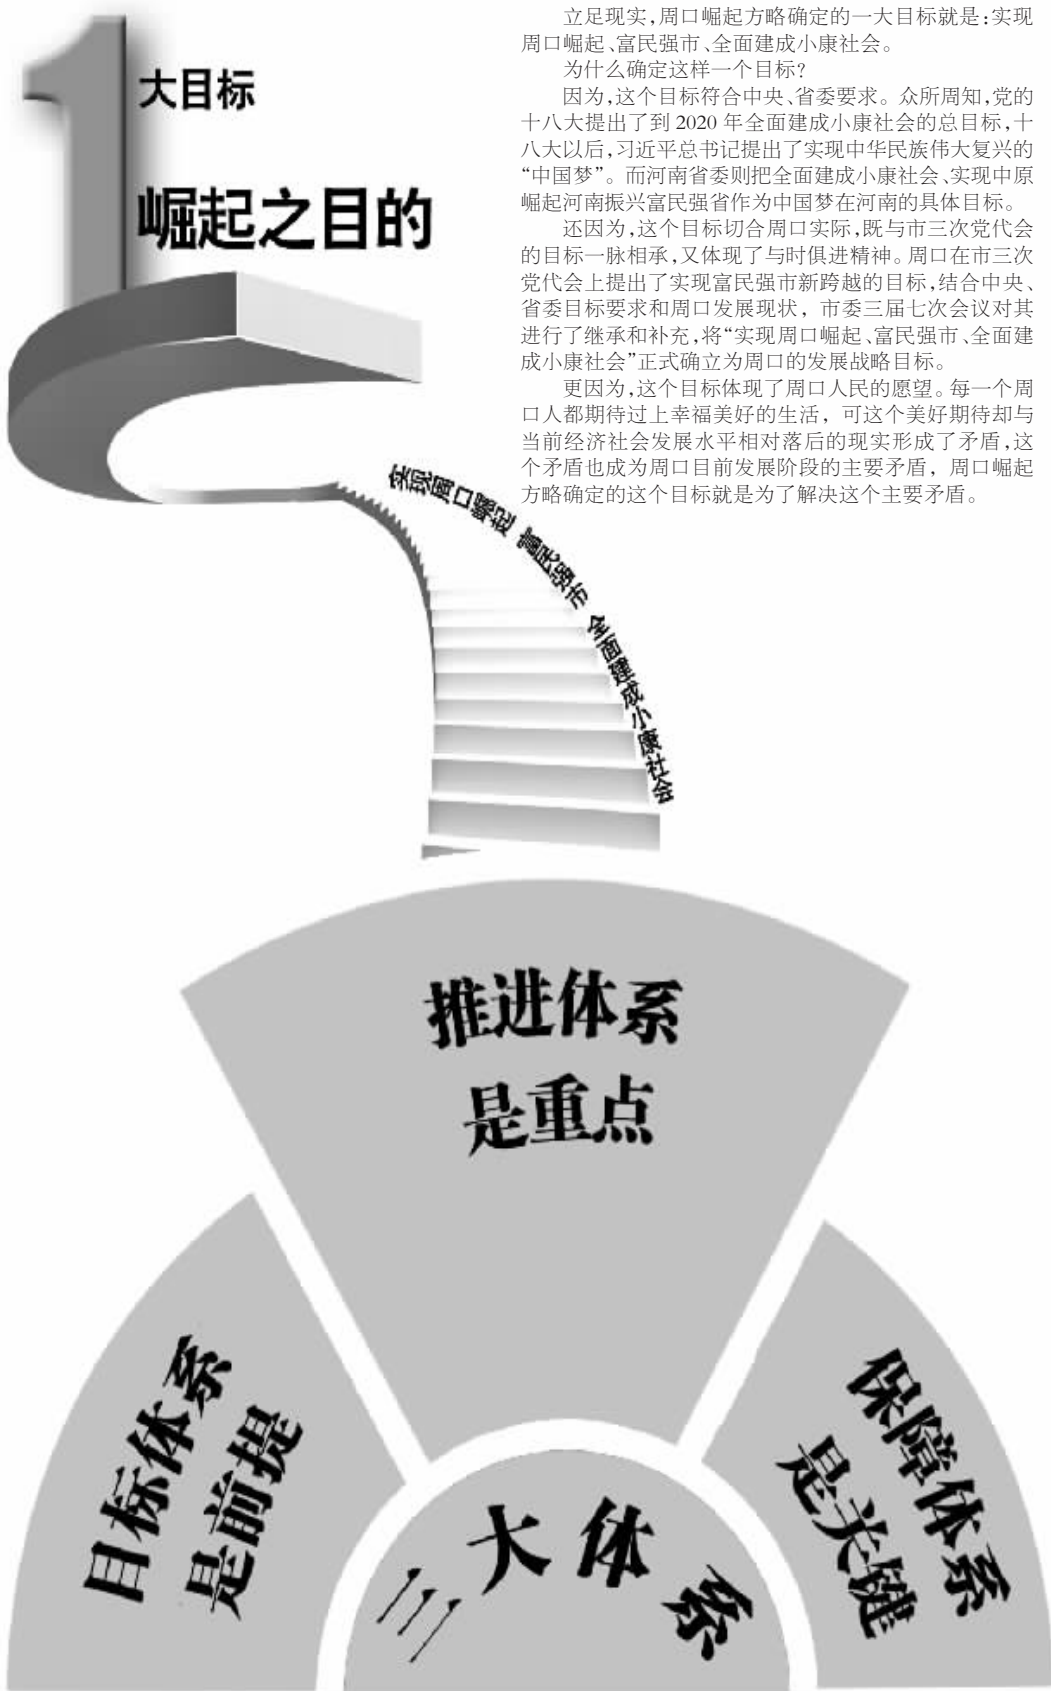 1
大目标
崛起之目的
立足现实,周口崛起方略确定的一大目标就是:实现
周口崛起、富民强市、全面建成小康社会。
为什么确定这样一个目标?
因为,这个目标符合中央、省委要求。众所周知,党的
十八大提出了到 2020 年全面建成小康社会的总目标,十
八大以后,习近平总书记提出了实现中华民族伟大复兴的
“中国梦”。而河南省委则把全面建成小康社会、实现中原
崛起河南振兴富民强省作为中国梦在河南的具体目标。
还因为,这个目标切合周口实际,既与市三次党代会
的目标一脉相承,又体现了与时俱进精神。周口在市三次
党代会上提出了实现富民强市新跨越的目标,结合中央、
省委目标要求和周口发展现状,市委三届七次会议对其
进行了继承和补充,将“实现周口崛起、富民强市、全面建
成小康社会”正式确立为周口的发展战略目标。
更因为,这个目标体现了周口人民的愿望。每一个周
口人都期待过上幸福美好的生活,可这个美好期待却与
当前经济社会发展水平相对落后的现实形成了矛盾,这
个矛盾也成为周口目前发展阶段的主要矛盾,周口崛起
方略确定的这个目标就是为了解决这个主要矛盾。
实现周口崛起 富民强市 全面建成小康社会
推进体系
是重点
目标体系
是前提
保障体系
是关键
三大体系